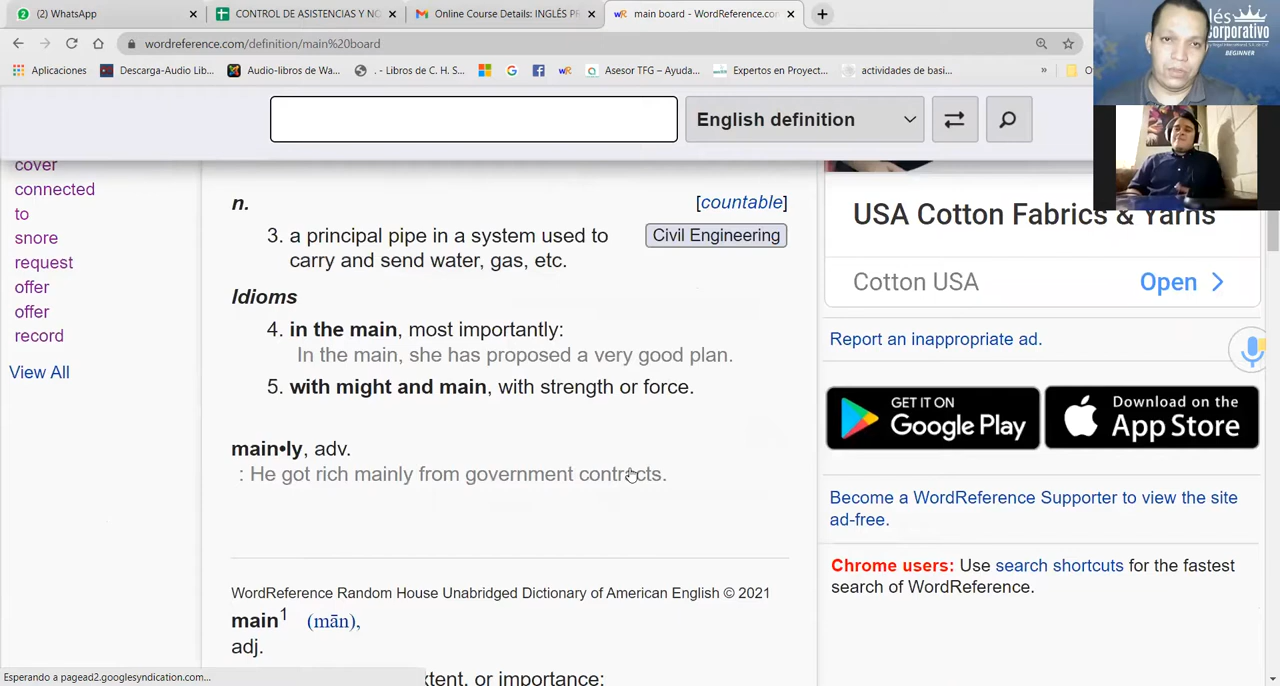 WhatsApp
CONTROL DE ASISTENCIAS Y NO
Online Course Details: INGLÉS PR
main board - WordReference.com
wordreference.com/definition/main%20board
Aplicaciones
Descarga-Audio Lib...
Audio-libros de Wa...
. - Libros de C. H. S...
Asesor TFG – Ayuda...
Expertos en Proyect...
actividades de basi...
»
English definition
cover
connected
to
snore
request
offer
offer
record
View All
n.
[countable]
3. a principal pipe in a system used to
carry and send water, gas, etc.
Civil Engineering
Idioms
4. in the main, most importantly:
In the main, she has proposed a very good plan.
5. with might and main, with strength or force.
main•ly, adv.
: He got rich mainly from government contracts.
WordReference Random House Unabridged Dictionary of American English © 2021
main1 (mān),
adj.
xtent, or importance:
Esperando a pagead2.googlesyndication.com...
USA Cotton Fabrics & Yarns
Cotton USA
Open
Report an inappropriate ad.
GET IT ON
Google Play
Download on the
App Store
Become a WordReference Supporter to view the site
ad-free.
Chrome users: Use search shortcuts for the fastest
search of WordReference.
BEGINNER